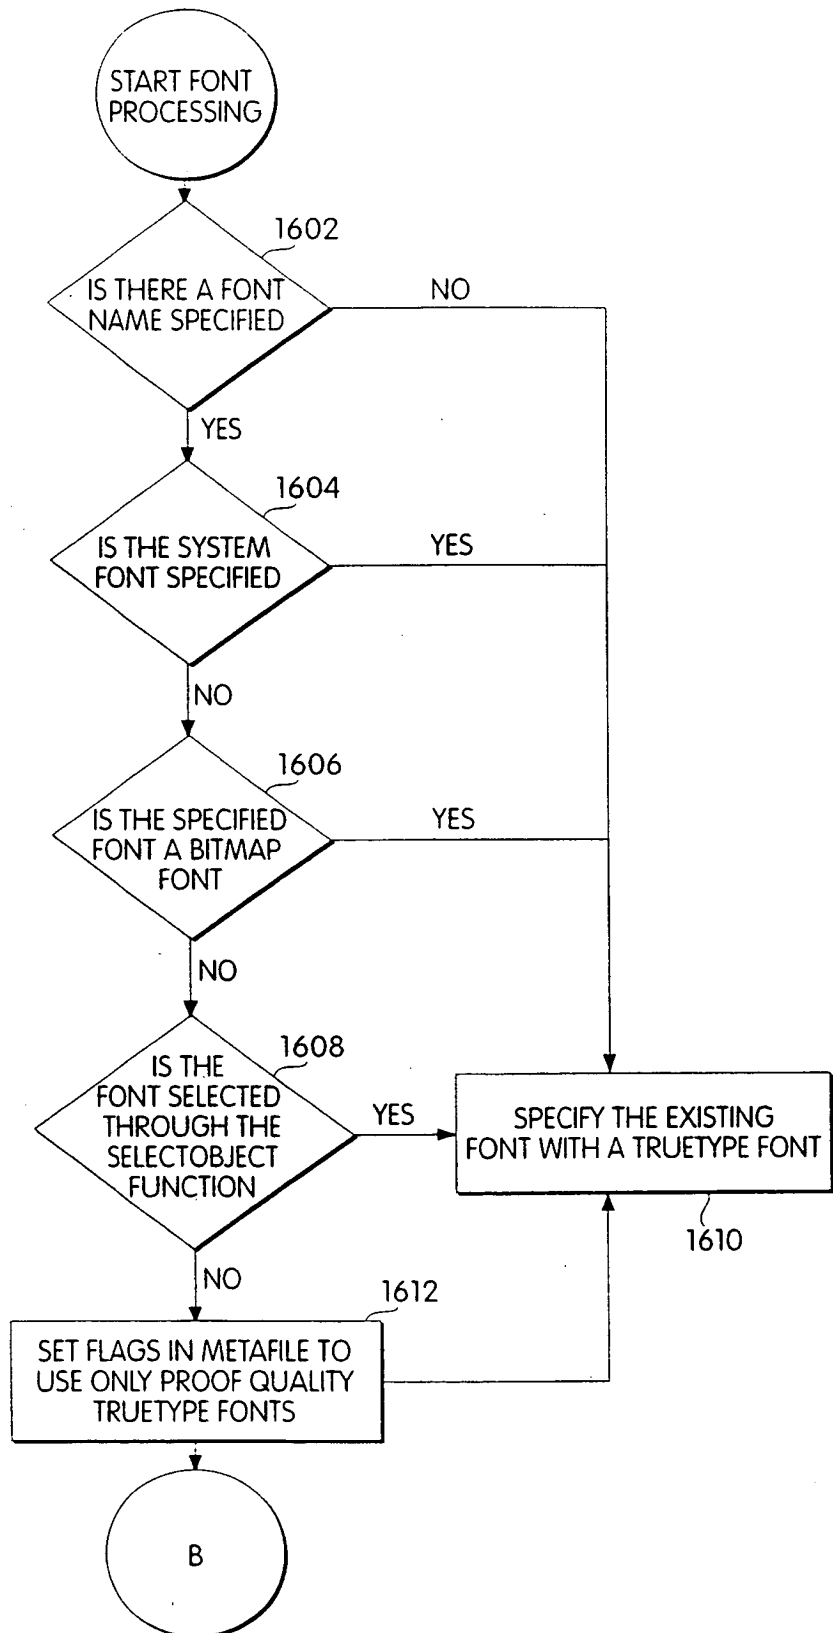 START FONT
PROCESSING
1602
IS THERE A FONT
NAME SPECIFIED
NO
YES
1604
IS THE SYSTEM
FONT SPECIFIED
YES
NO
1606
IS THE SPECIFIED
FONT A BITMAP
FONT
YES
NO
1608
IS THE
FONT SELECTED
THROUGH THE
SELECTOBJECT
FUNCTION
YES
SPECIFY THE EXISTING
FONT WITH A TRUETYPE FONT
1610
NO
1612
SET FLAGS IN METAFILE TO
USE ONLY PROOF QUALITY
TRUETYPE FONTS
B